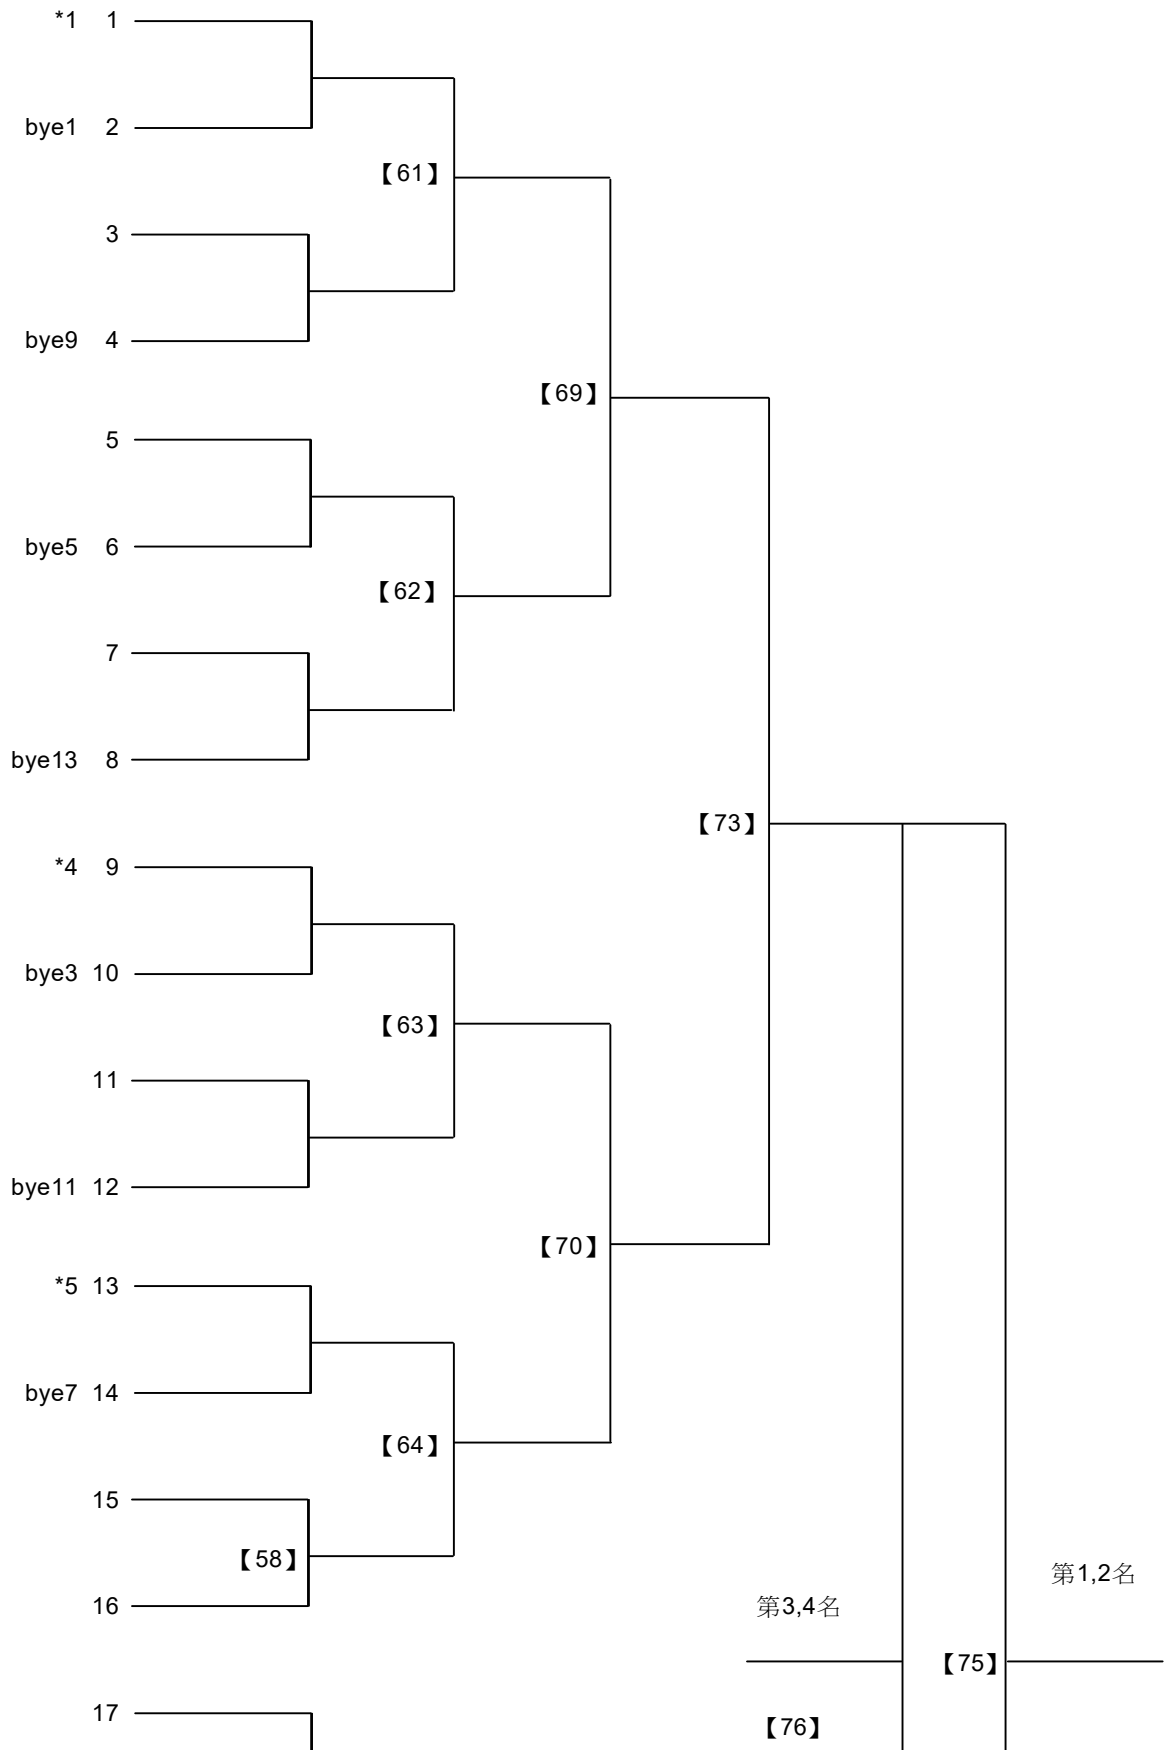 *1 1
bye1 2
【61】
3
bye9 4
【69】
5
bye5 6
【62】
7
bye13 8
【73】
*4 9
bye3 10
【63】
11
bye11 12
【70】
*5 13
bye7 14
【64】
15
【58】
第1,2名
16
第3,4名
【75】
17
【76】